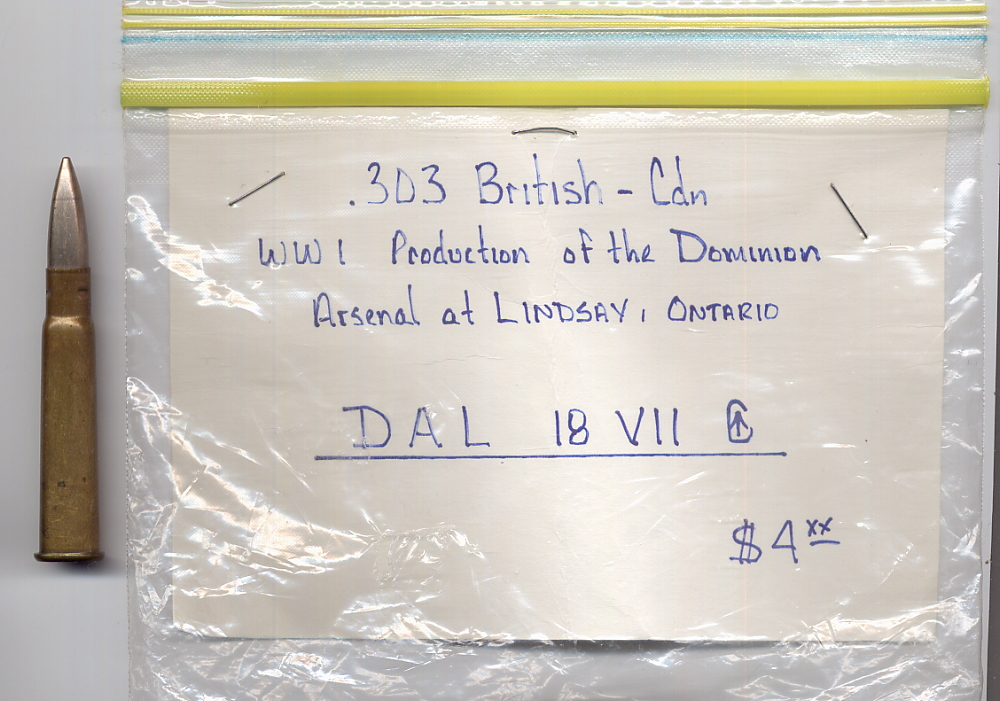 .303 British - Cdn
WW1 Production of the Dominion
Arsenal at LINDSAY, ONTARIO
DAL 18 VII C
$4xx